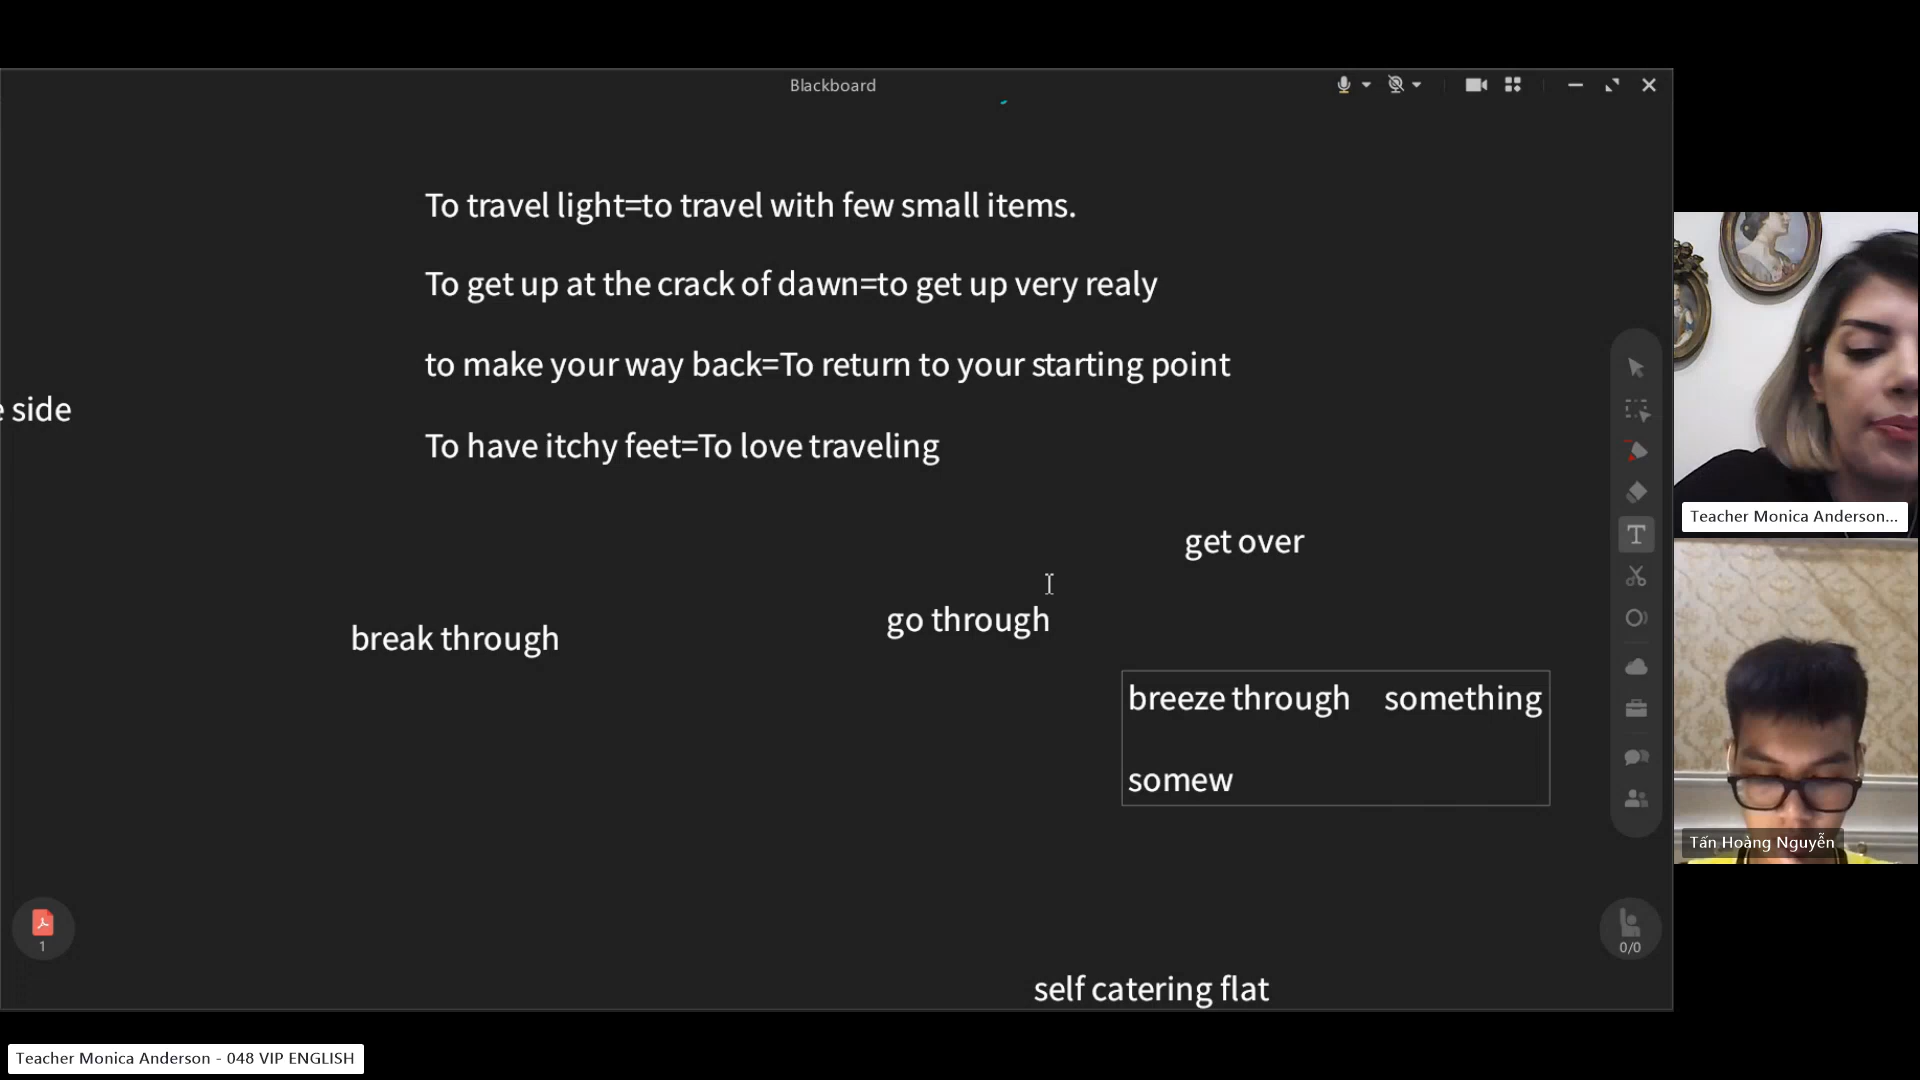 Blackboard
To travel light=to travel with few small items.
To get up at the crack of dawn=to get up very realy
to make your way back=To return to your starting point
e side
To have itchy feet=To love traveling
get over
go through
break through
breeze through something
somew
self catering flat
Teacher Monica Anderson...
Tấn Hoàng Nguyễn
T
1
0/0
Teacher Monica Anderson - 048 VIP ENGLISH